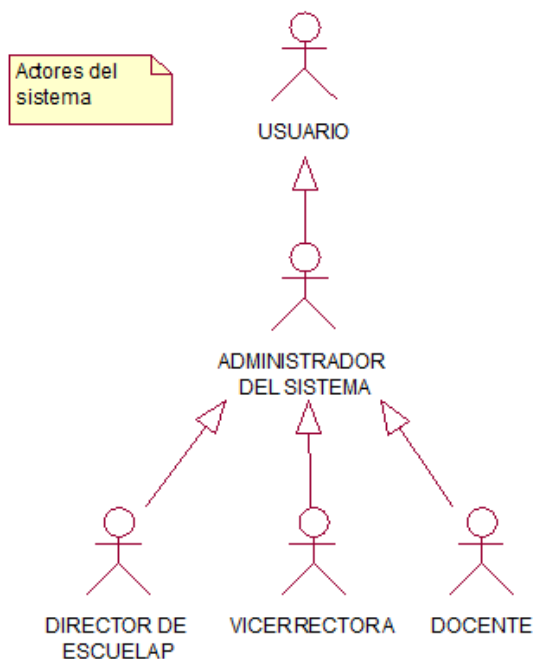 Actores del
sistema
USUARIO
ADMINISTRADOR
DEL SISTEMA
DIRECTOR DE
ESCUELAP
VICERRECTORA
DOCENTE